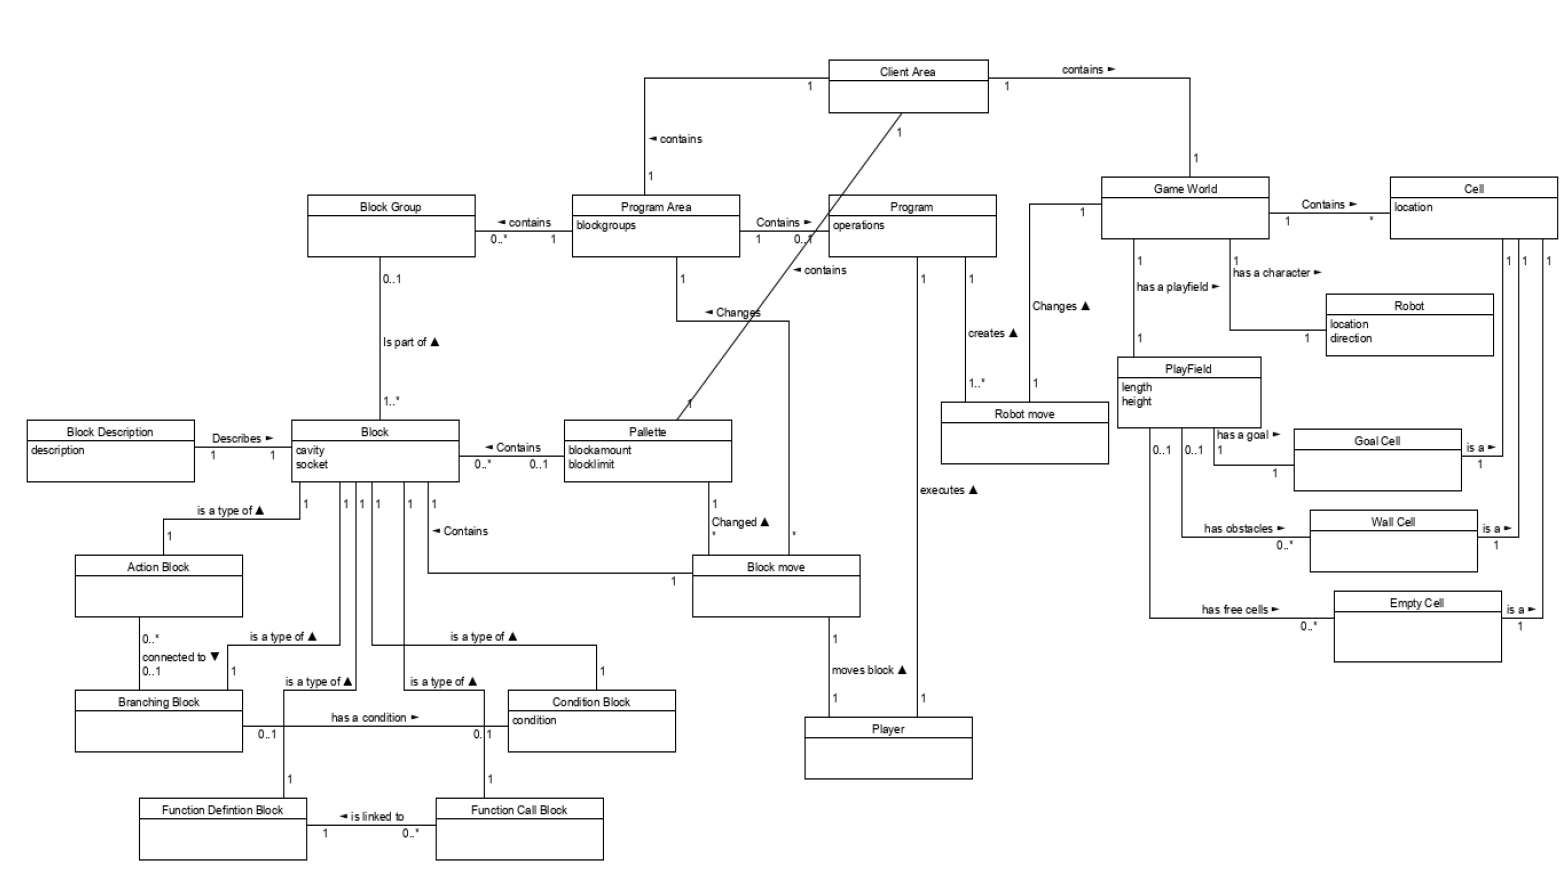 Client Area
contains ►
1
1
◄ contains
1
1
1
Block Group
Program Area
blockgroups
Program
operations
Game World
Cell
location
◄ contains
0..*
1
Contains ►
1
0..1
1
Contains ►
1
*
◄ contains
0..1
1
1
1
1
1
1
1
1
has a character ►
has a playfield ►
Changes ▲
◄ Changes
Robot
location
direction
creates ▲
Is part of ▲
1
1
PlayField
length
height
1..*
1
1..*
1
Robot move
Block Description
description
Describes ►
1
1
Block
cavity
socket
◄ Contains
0..*
0..1
Pallette
blockamount
blocklimit
has a goal ►
0..1
0..1
1
1
Goal Cell
is a ►
1
executes ▲
1
1
1
1
1
1
1
is a type of ▲
◄ Contains
Changed ▲
*
*
1
has obstacles ►
0..*
Wall Cell
is a ►
1
Action Block
Block move
1
has free cells ►
0..*
Empty Cell
is a ►
1
0..*
connected to ▼
0..1
is a type of ▲
1
is a type of ▲
1
1
moves block ▲
1
1
is a type of ▲
is a type of ▲
Branching Block
has a condition ►
0..1
0..1
Condition Block
condition
Player
1
1
Function Defintion Block
◄ is linked to
1
0..*
Function Call Block